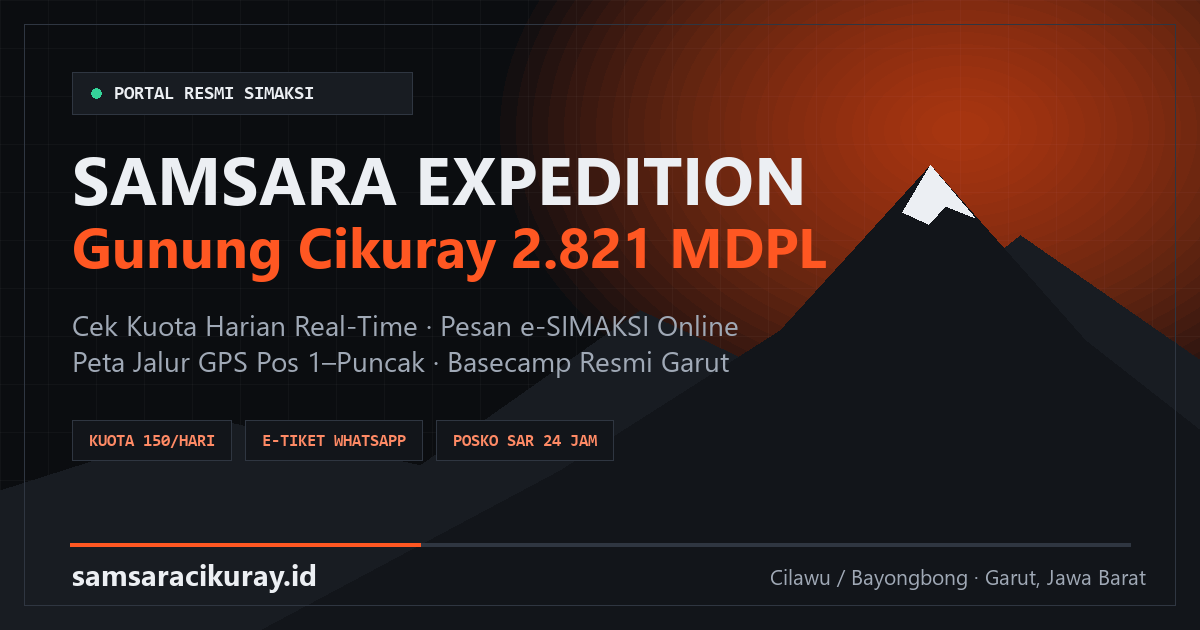 PORTAL RESMI SIMAKSI
SAMSARA EXPEDITION
Gunung Cikuray 2.821 MDPL
Cek Kuota Harian Real-Time · Pesan e-SIMAKSI Online
Peta Jalur GPS Pos 1–Puncak · Basecamp Resmi Garut
KUOTA 150/HARI
E-TIKET WHATSAPP
POSKO SAR 24 JAM
samsaracikuray.id
Cilawu / Bayongbong · Garut, Jawa Barat